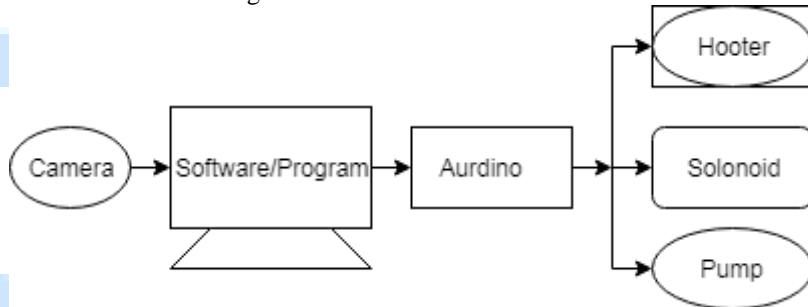 Hooter
Camera
Software/Program
Aurdino
Solonoid
Pump